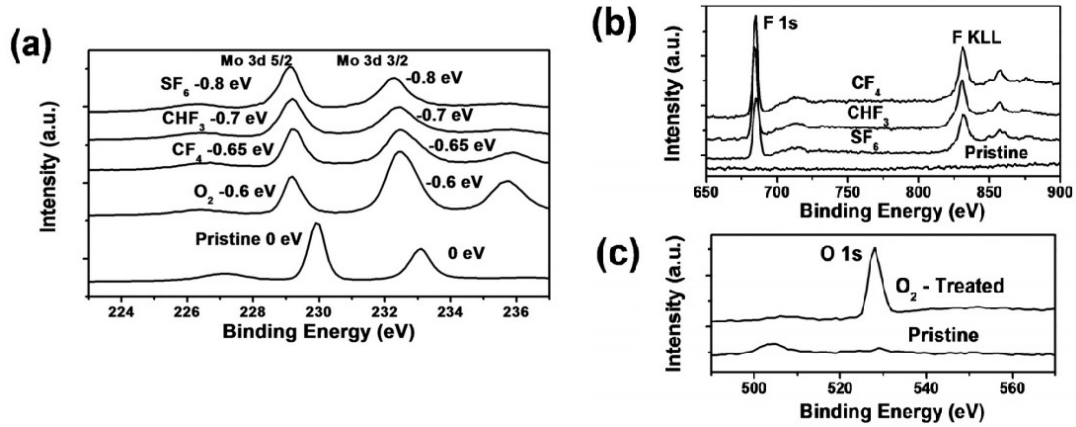 (a)
Mo 3d 5/2 Mo 3d 3/2
SF6 -0.8 eV -0.8 eV
CHF3 -0.7 eV -0.7 eV
CF4 -0.65 eV -0.65 eV
O2 -0.6 eV -0.6 eV
Pristine 0 eV 0 eV
Intensity (a.u.)
224 226 228 230 232 234 236
Binding Energy (eV)
(b)
F 1s
F KLL
CF4
CHF3
SF6
Pristine
Intensity (a.u.)
650 700 750 800 850 900
Binding Energy (eV)
(c)
O 1s
O2 - Treated
Pristine
Intensity (a.u.)
500 520 540 560
Binding Energy (eV)